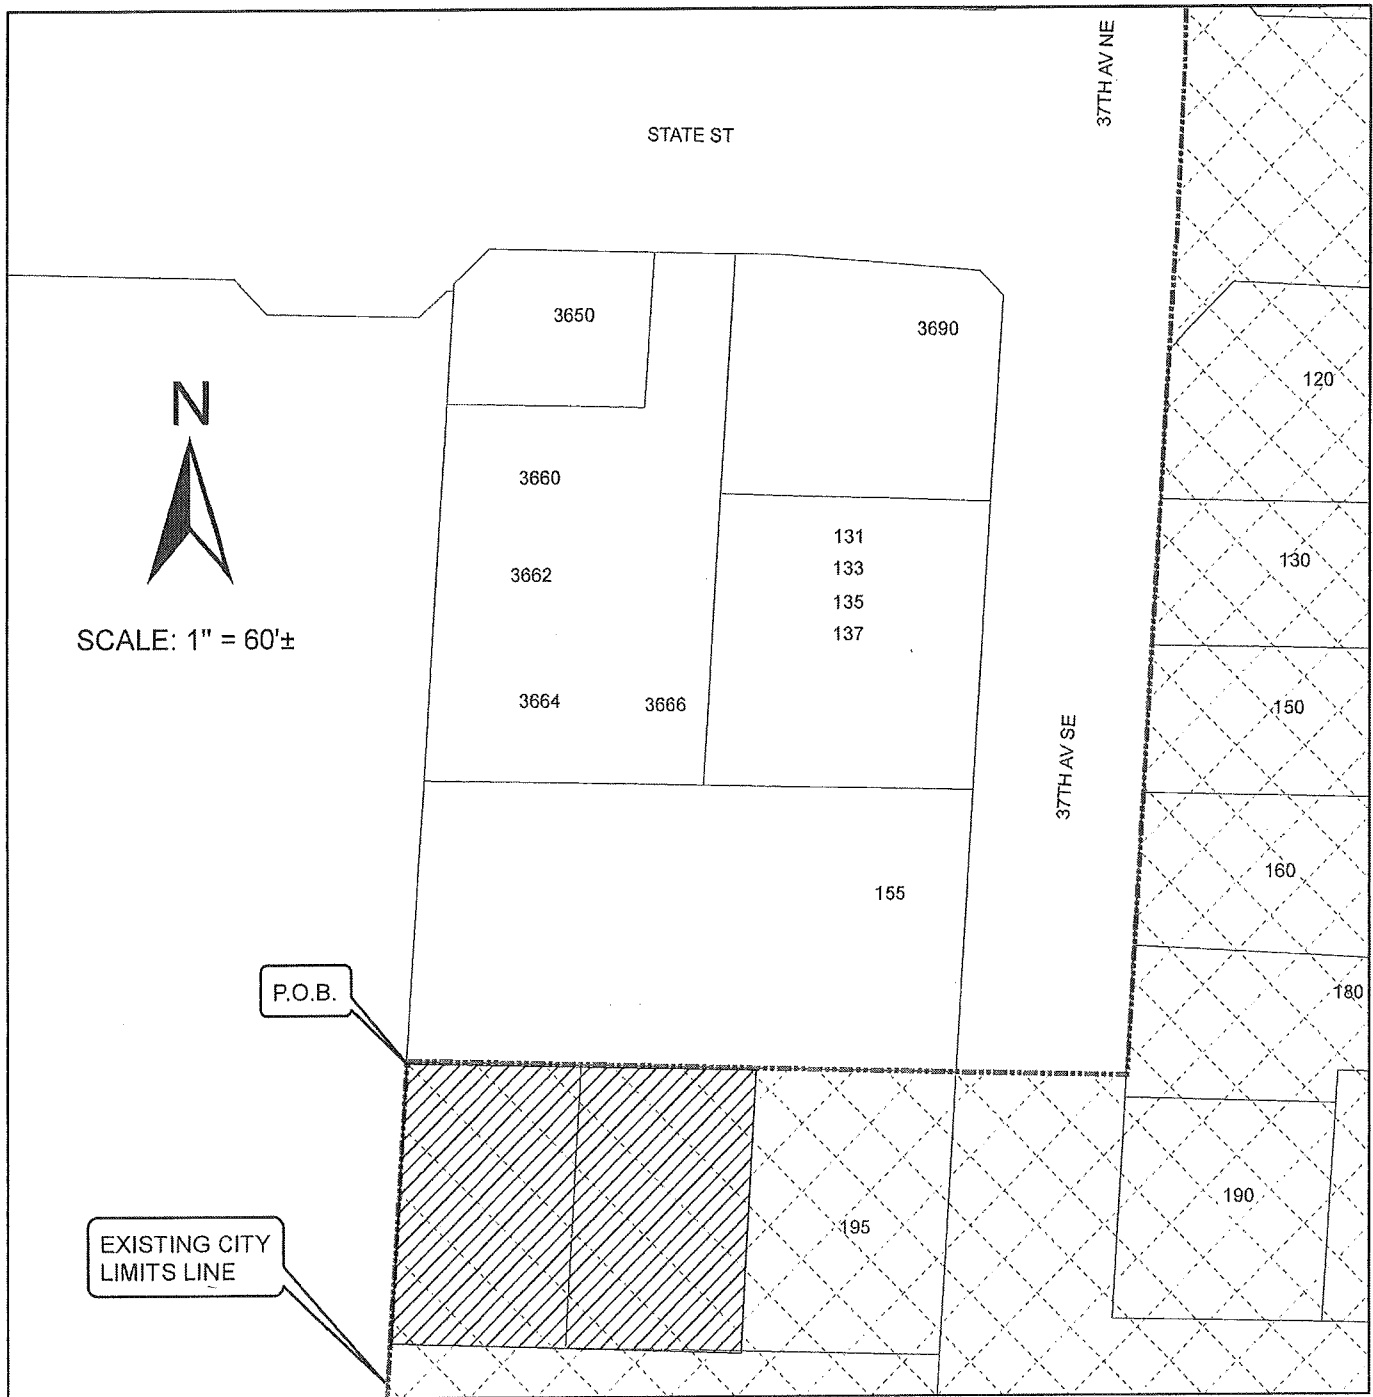 37TH AV NE
STATE ST
3650
3690
N
120
3660
131
133
135
137
130
3662
SCALE: 1" = 60'±
3664
3666
150
37TH AV SE
160
155
P.O.B.
180
190
195
EXISTING CITY
LIMITS LINE